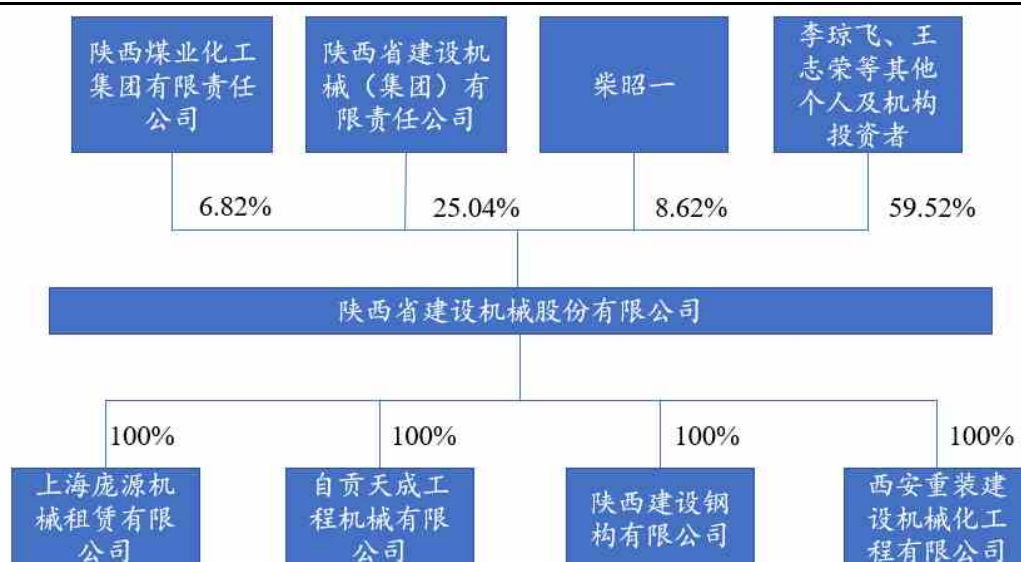 陕西煤业化工
集团有限责任
公司
陕西省建设机
械（集团）有
限责任公司
柴昭一
李琼飞、王
志荣等其他
个人及机构
投资者
6.82%
25.04%
8.62%
59.52%
陕西省建设机械股份有限公司
100%
100%
100%
100%
上海庞源机
械租赁有限
公司
自贡天成工
程机械有限
公司
陕西建设钢
构有限公司
西安重装建
设机械化工
程有限公司